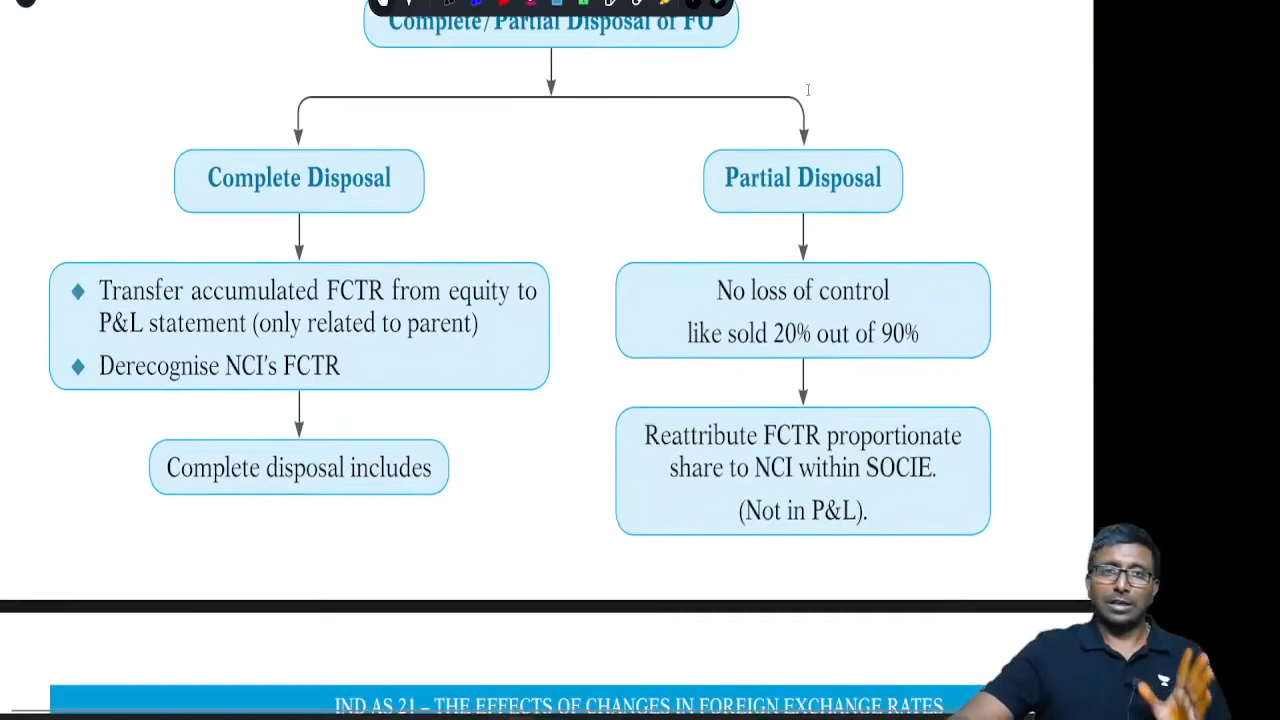 Complete/Partial Disposal of FO
Complete Disposal
Partial Disposal
◆ Transfer accumulated FCTR from equity to
P&L statement (only related to parent)
◆ Derecognise NCI's FCTR
No loss of control
like sold 20% out of 90%
Complete disposal includes
Reattribute FCTR proportionate
share to NCI within SOCIE.
(Not in P&L).
IND AS 21 – THE EFFECTS OF CHANGES IN FOREIGN EXCHANGE RATES